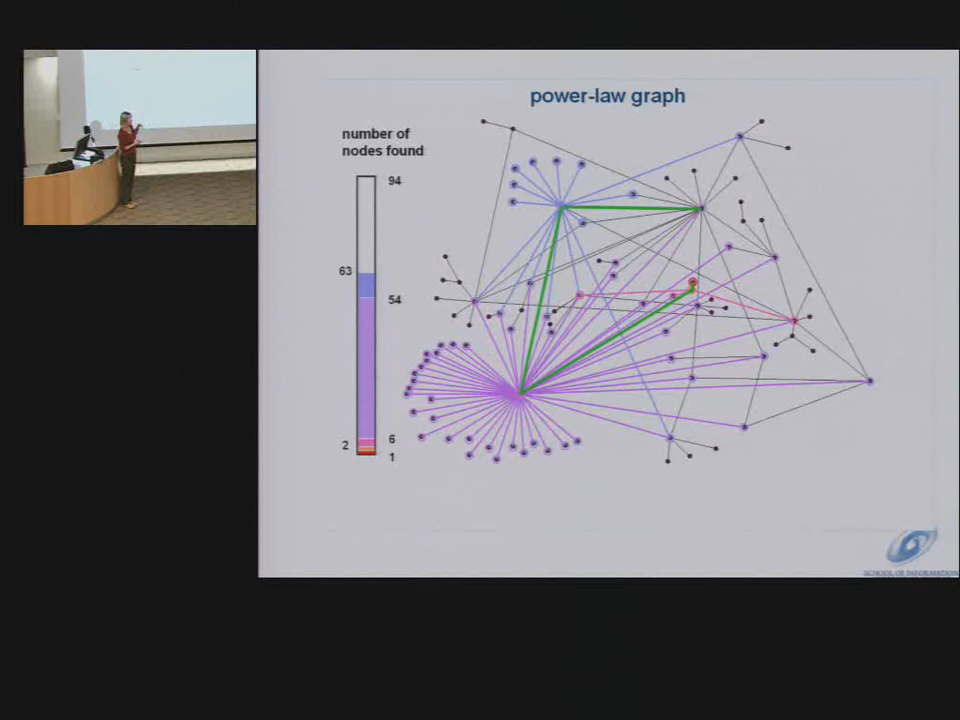 power-law graph
number of
nodes found
94
63
54
6
2
1
SCHOOL OF INFORMATION